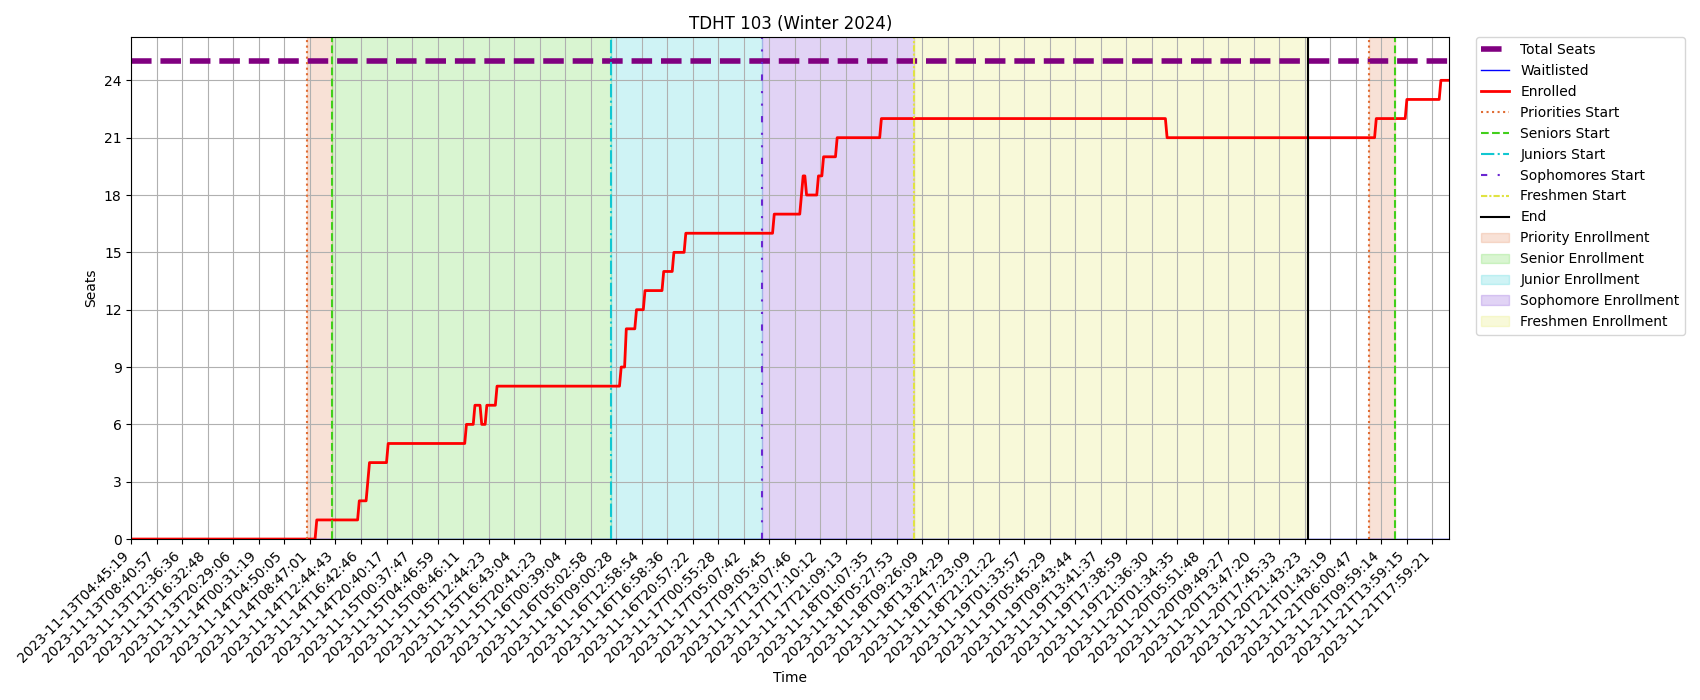 TDHT 103 (Winter 2024)
Total Seats
Waitlisted
Enrolled
Priorities Start
Seniors Start
Juniors Start
Sophomores Start
Freshmen Start
End
Priority Enrollment
Senior Enrollment
Junior Enrollment
Sophomore Enrollment
Freshmen Enrollment
Seats
24
21
18
15
12
9
6
3
0
2023-11-13T04:45:19
2023-11-13T08:40:57
2023-11-13T12:36:36
2023-11-13T16:32:48
2023-11-13T20:29:06
2023-11-14T00:31:19
2023-11-14T04:50:05
2023-11-14T08:47:01
2023-11-14T12:44:43
2023-11-14T16:42:46
2023-11-14T20:40:17
2023-11-15T00:37:47
2023-11-15T04:46:59
2023-11-15T08:46:11
2023-11-15T12:44:23
2023-11-15T16:43:04
2023-11-15T20:41:23
2023-11-16T00:39:04
2023-11-16T05:02:58
2023-11-16T09:00:28
2023-11-16T12:58:54
2023-11-16T16:58:36
2023-11-16T20:57:22
2023-11-17T00:55:28
2023-11-17T05:07:42
2023-11-17T09:05:45
2023-11-17T13:07:46
2023-11-17T17:10:12
2023-11-17T21:09:13
2023-11-18T01:07:35
2023-11-18T05:27:53
2023-11-18T09:26:09
2023-11-18T13:24:29
2023-11-18T17:23:09
2023-11-18T21:21:22
2023-11-19T01:33:57
2023-11-19T05:45:29
2023-11-19T09:43:44
2023-11-19T13:41:37
2023-11-19T17:38:59
2023-11-19T21:36:30
2023-11-20T01:34:35
2023-11-20T05:51:48
2023-11-20T09:49:27
2023-11-20T13:47:20
2023-11-20T17:45:33
2023-11-20T21:43:23
2023-11-21T01:43:19
2023-11-21T06:00:47
2023-11-21T09:59:14
2023-11-21T13:59:15
2023-11-21T17:59:21
Time